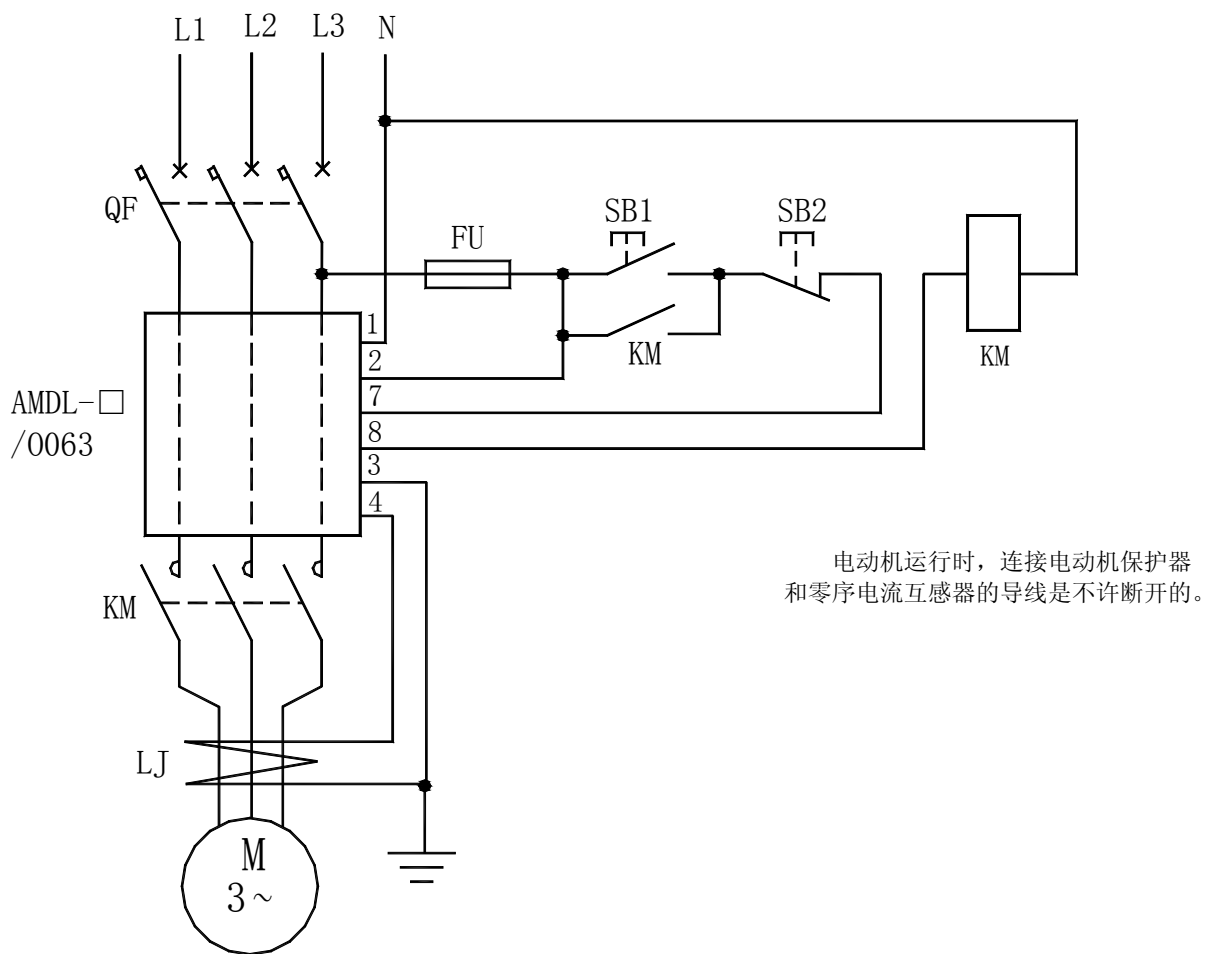 L1 L2 L3 N
QF
FU
SB1
SB2
KM
KM
1
2
7
8
3
4
AMDL-□
/0063
电动机运行时，连接电动机保护器
和零序电流互感器的导线是不许断开的。
KM
LJ
M
3~